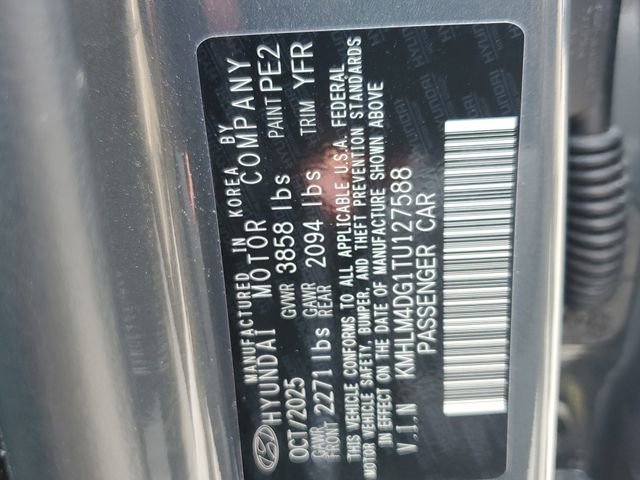 MANUFACTURED IN KOREA BY
HYUNDAI MOTOR COMPANY
OCT/2025 GVWR 3858 lbs PAINT PE2
GAWR FRONT 2271lbs GAWR REAR 2094 lbs TRIM YFR
THIS VEHICLE CONFORMS TO ALL APPLICABLE U.S.A. FEDERAL
MOTOR VEHICLE SAFETY, BUMPER, AND THEFT PREVENTION STANDARDS
IN EFFECT ON THE DATE OF MANUFACTURE SHOWN ABOVE
V.I.N KMHLM4DG1TU127588
PASSENGER CAR